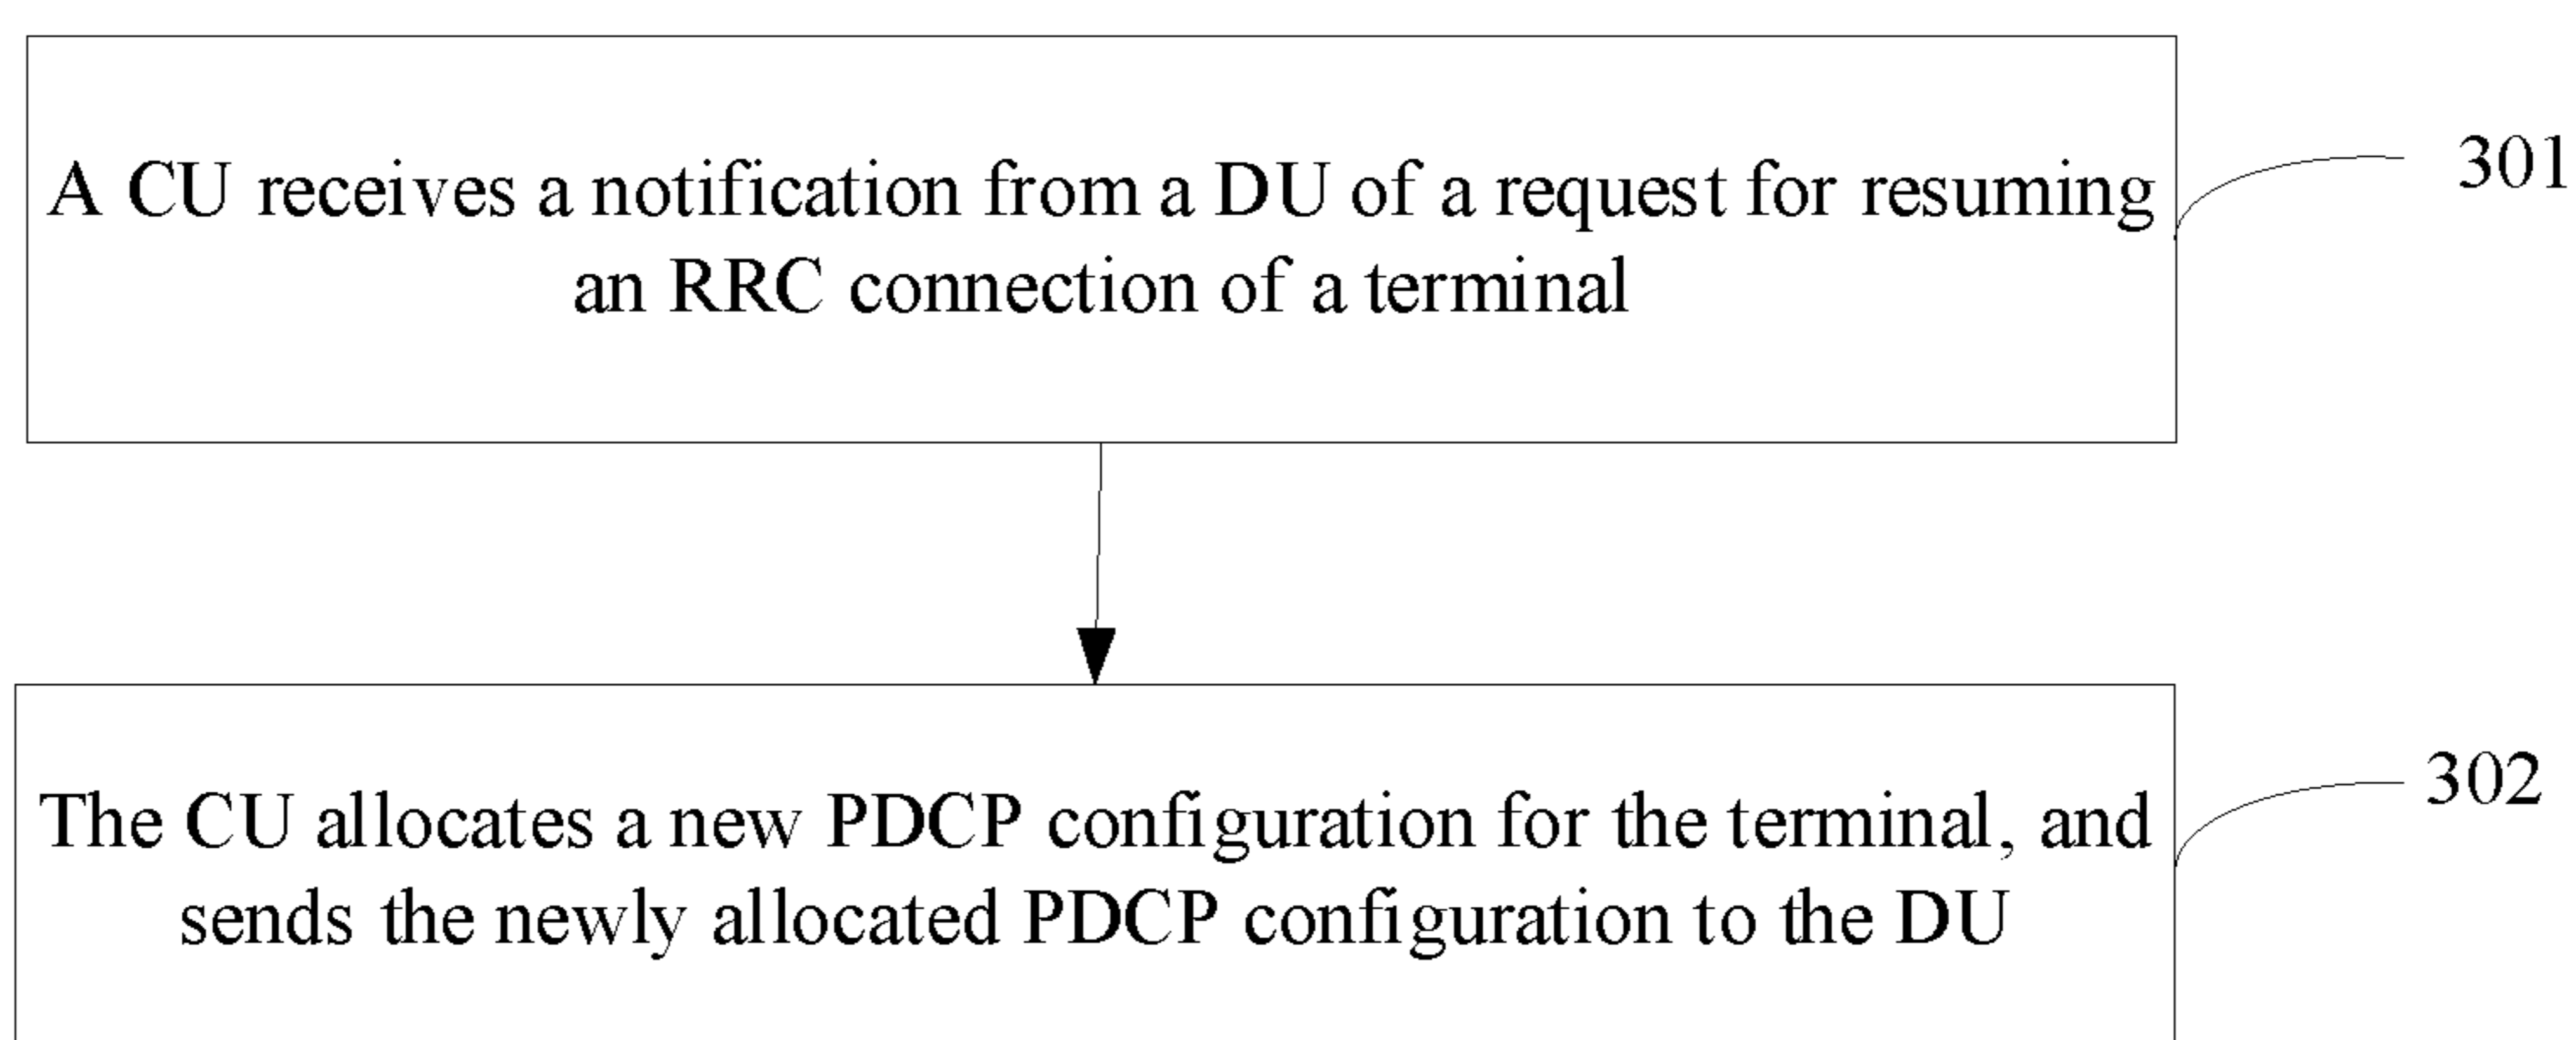 A CU receives a notification from a DU of a request for resuming
an RRC connection of a terminal
301
The CU allocates a new PDCP configuration for the terminal, and
sends the newly allocated PDCP configuration to the DU
302